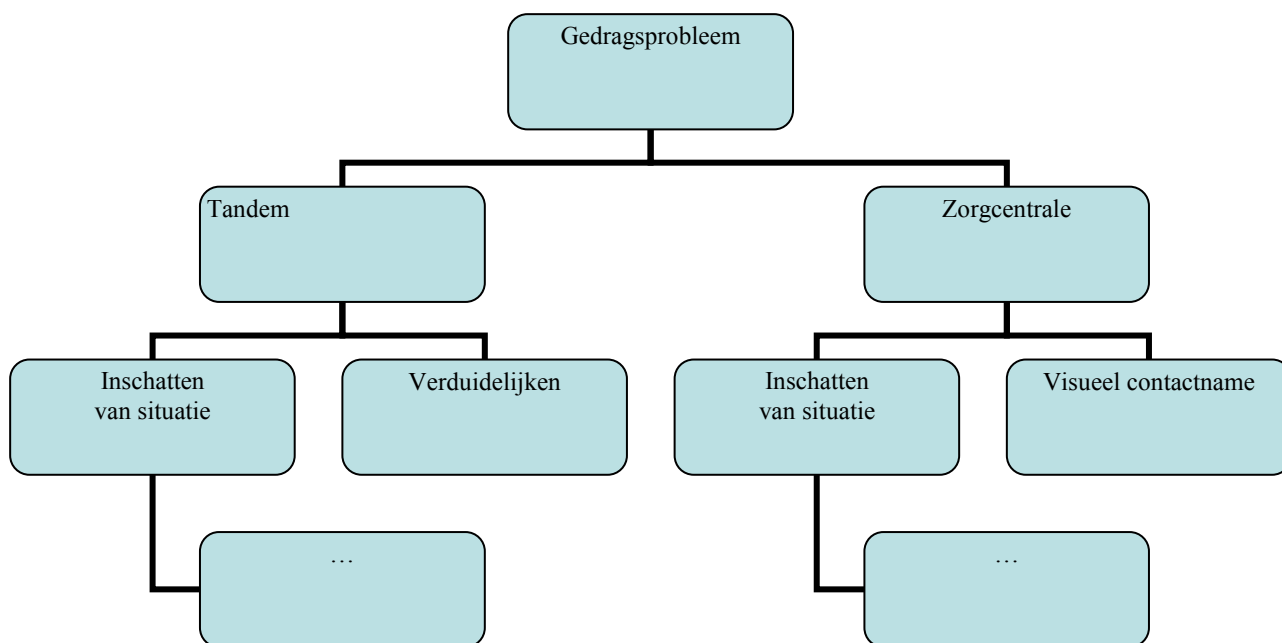 Gedragsprobleem
Tandem
Zorgcentrale
Inschatten
van situatie
Verduidelijken
Inschatten
van situatie
Visueel contactname
…
…